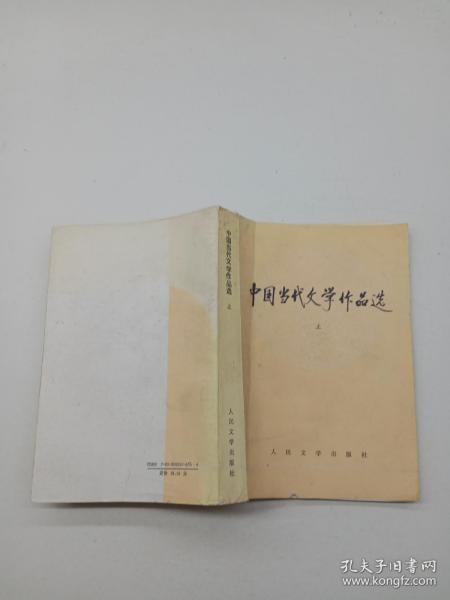 中国当代文学作品选
上
人民文学出版社
中国当代文学作品选 上
人民文学出版社
孔夫子旧书网
www.kongfz.com